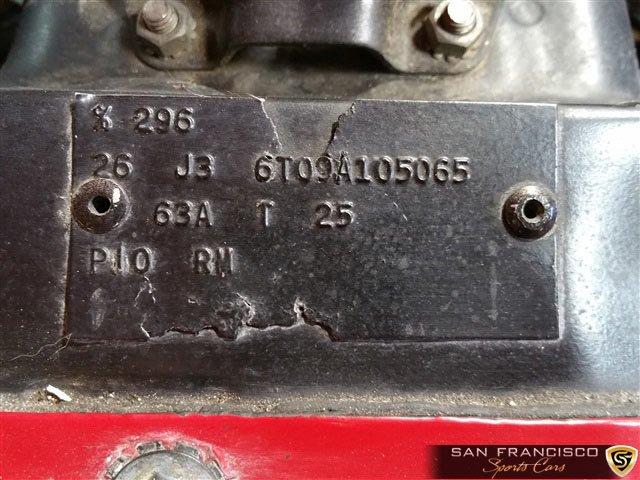 % 296
26 J3 6T09A105065
63A T 25
P10 RM
SAN FRANCISCO
Sports Cars